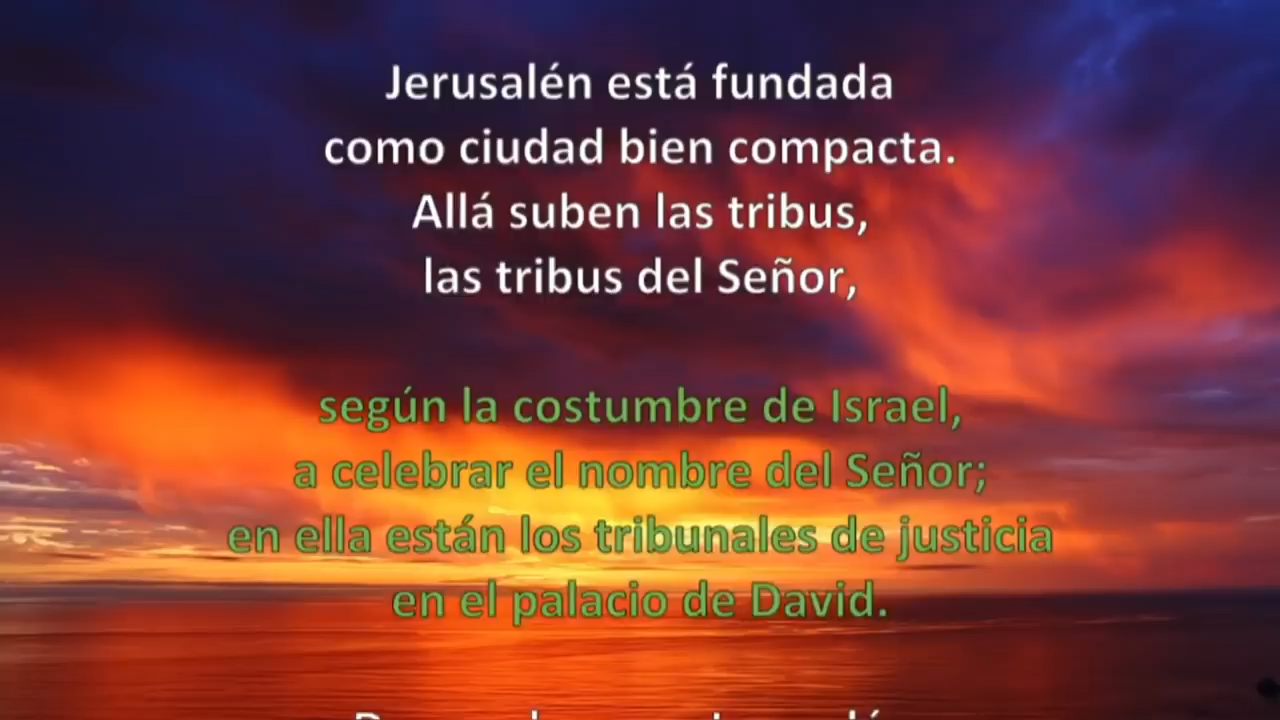 Jerusalén está fundada
como ciudad bien compacta.
Allá suben las tribus,
las tribus del Señor,
según la costumbre de Israel,
a celebrar el nombre del Señor;
en ella están los tribunales de justicia
en el palacio de David.